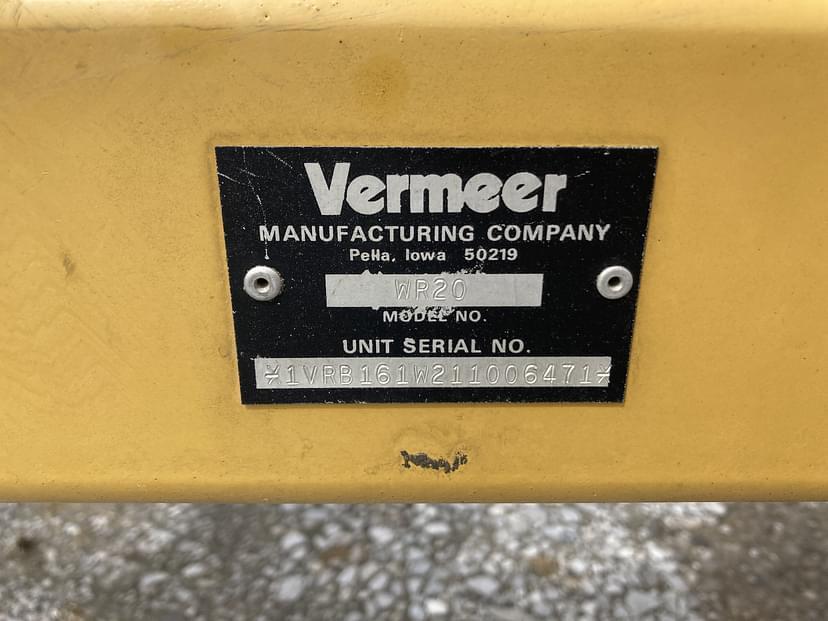 Vermeer
MANUFACTURING COMPANY
Pella, Iowa 50219
WR20
MODEL NO.
UNIT SERIAL NO.
*1VRB161W211006471*